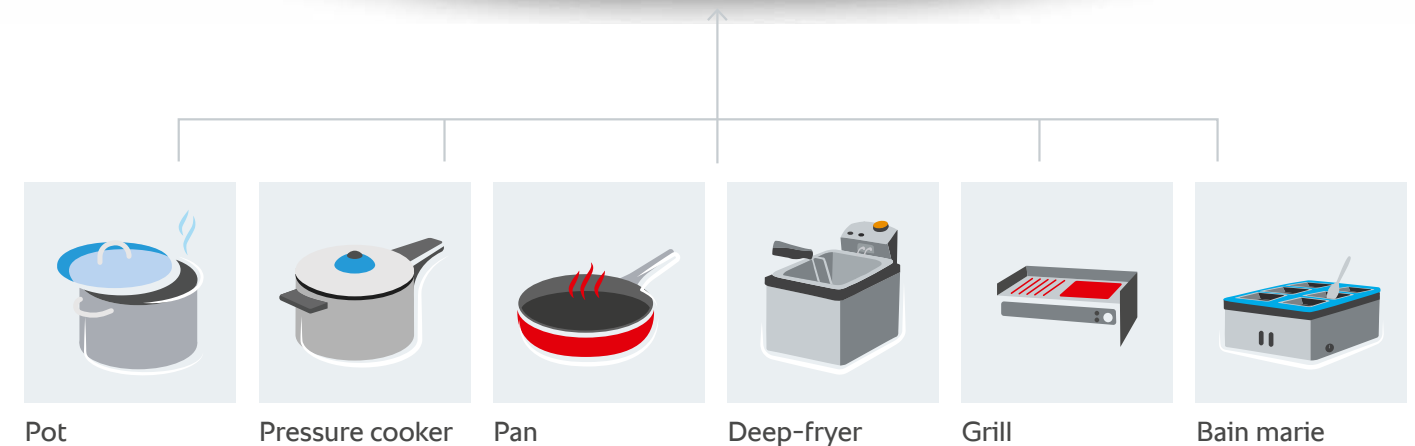 Pot
Pressure cooker
Pan
Deep-fryer
Grill
Bain marie